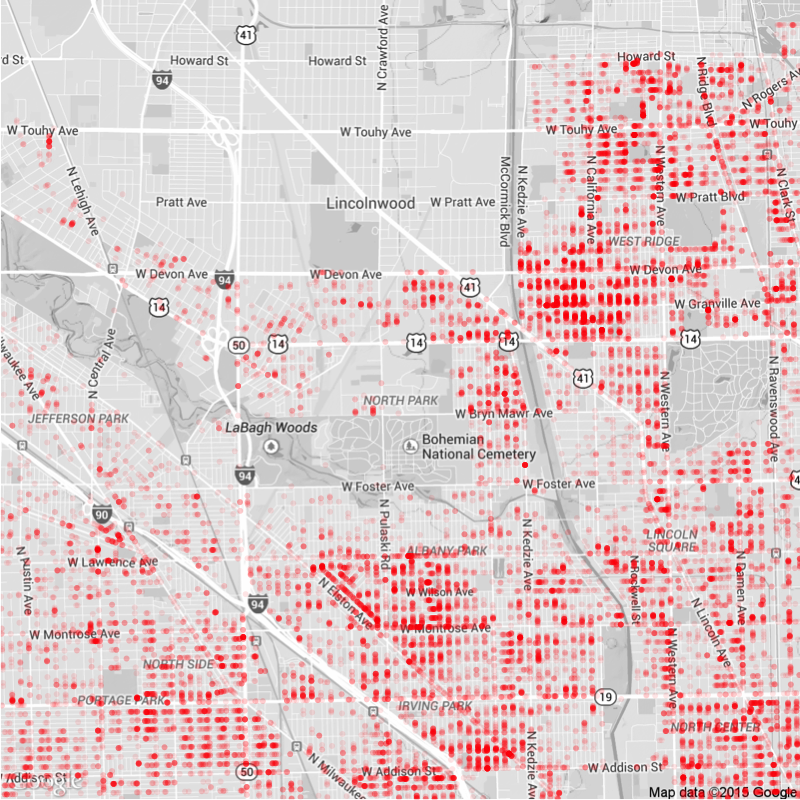 41
N Crawford Ave
rd St
Howard St
Howard St
Howard St
94
N Ridge Blvd
N Rogers Av
W Touhy Ave
W Touhy Ave
W Touhy Ave
W Touhy
McCormick Blvd
N Kedzie Ave
N California Ave
N Western Ave
N Clark St
N Lehigh Ave
Pratt Ave
Lincolnwood
W Pratt Ave
W Pratt Blvd
WEST RIDGE
W Devon Ave
94
W Devon Ave
W Devon Ave
41
14
W Granville Ave
N Central Ave
50
14
14
14
14
waukee Ave
41
N Western Ave
N Ravenswood Ave
JEFFERSON PARK
NORTH PARK
W Bryn Mawr Ave
LaBagh Woods
Bohemian
National Cemetery
94
W Foster Ave
W Foster Ave
4
90
N Pulaski Rd
N Kedzie Ave
LINCOLN
SQUARE
ALBANY PARK
W Lawrence Ave
N Austin Ave
N Elston Ave
W Wilson Ave
N Rockwell St
N Damen Ave
94
N Lincoln Ave
W Montrose Ave
W Montrose Ave
N Western Ave
NORTH SIDE
PORTAGE PARK
IRVING PARK
19
NORTH CENTER
N Kedzie Ave
N Milwaukee
50
W Addison St
W Addison St
W Addison St
Google
Map data ©2015 Google